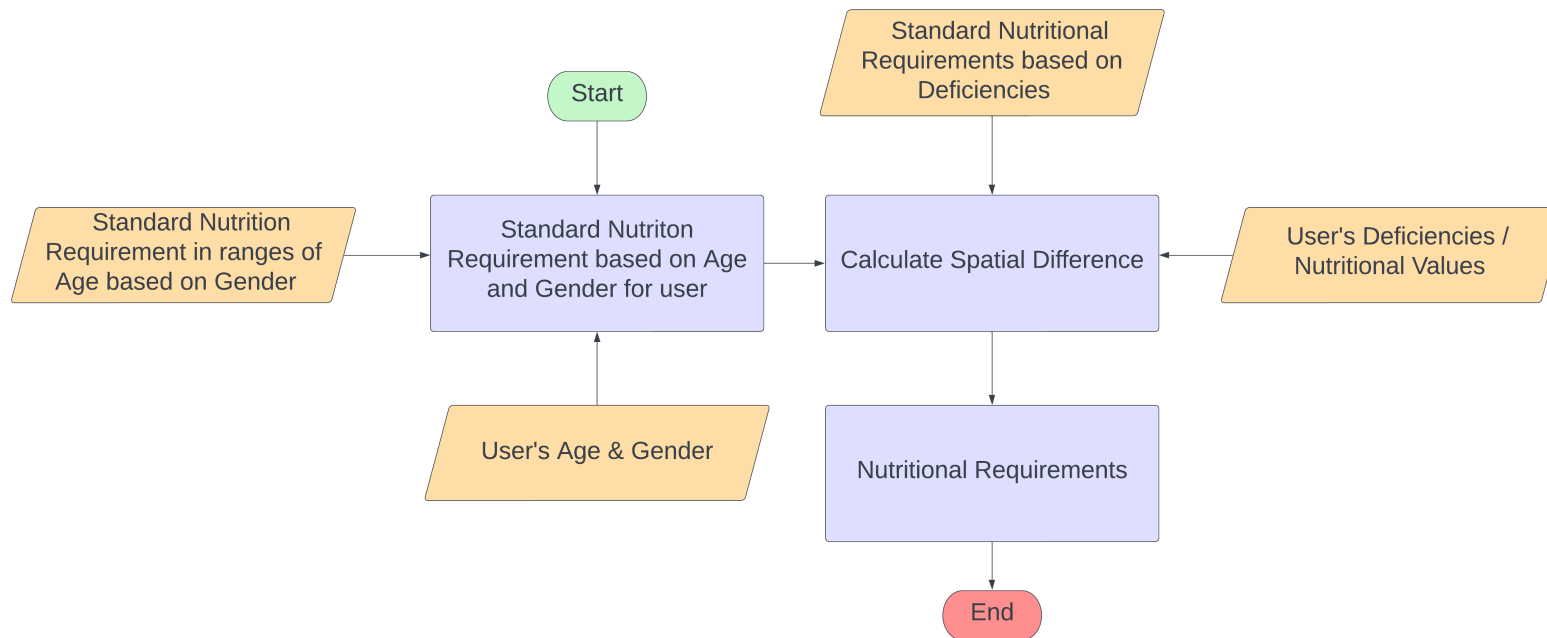 Start
Standard Nutritional
Requirements based on
Deficiencies
Standard Nutrition
Requirement in ranges of
Age based on Gender
Standard Nutriton
Requirement based on Age
and Gender for user
Calculate Spatial Difference
User's Deficiencies /
Nutritional Values
User's Age & Gender
Nutritional Requirements
End